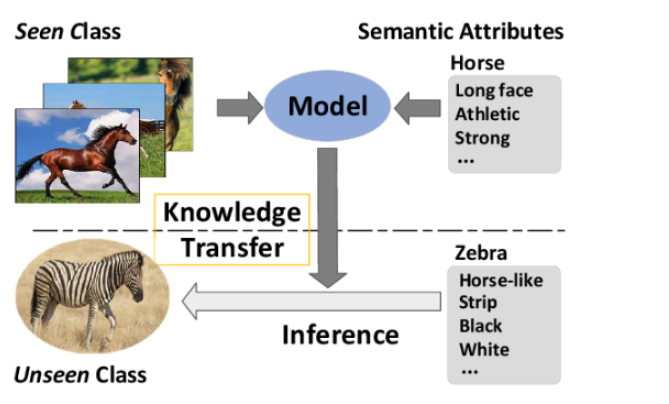 Seen Class
Semantic Attributes
Horse
Long face
Athletic
Strong
...
Model
Knowledge
Transfer
Zebra
Horse-like
Strip
Black
White
...
Inference
Unseen Class